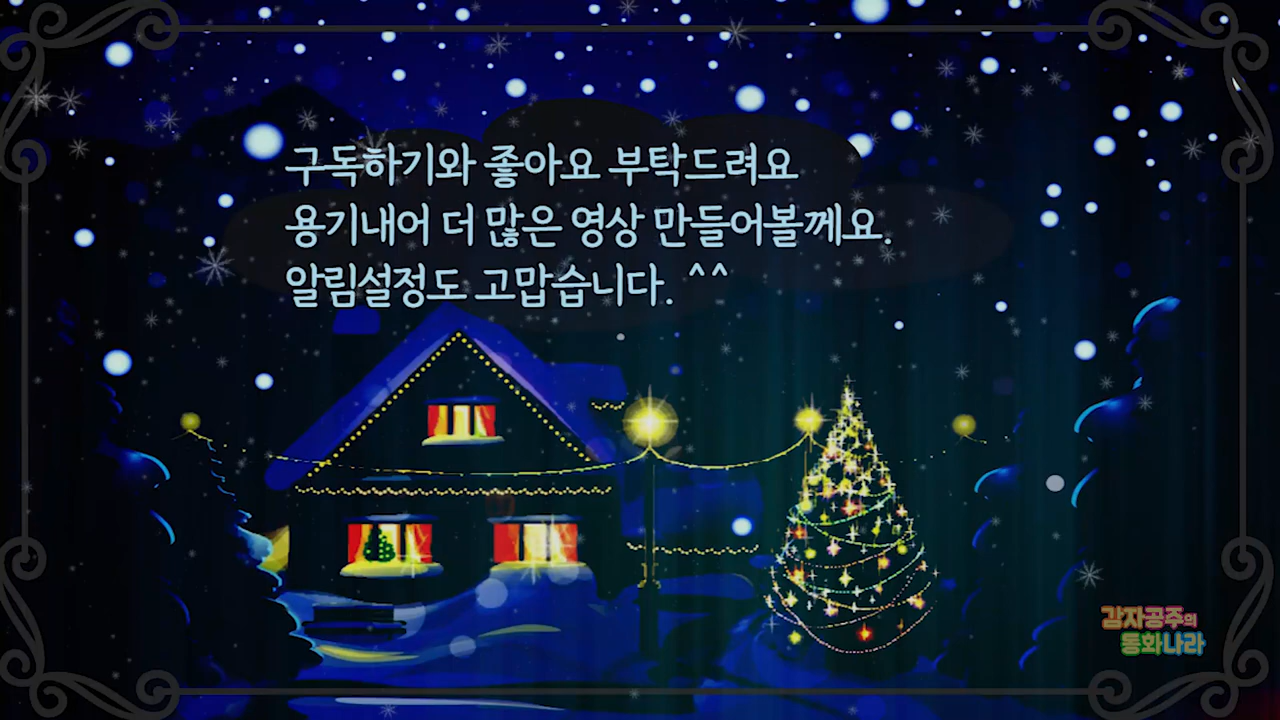 구독하기와 좋아요 부탁드려요
용기내어 더 많은 영상 만들어볼께요.
알림설정도 고맙습니다. ^^
감자공주의
동화나라